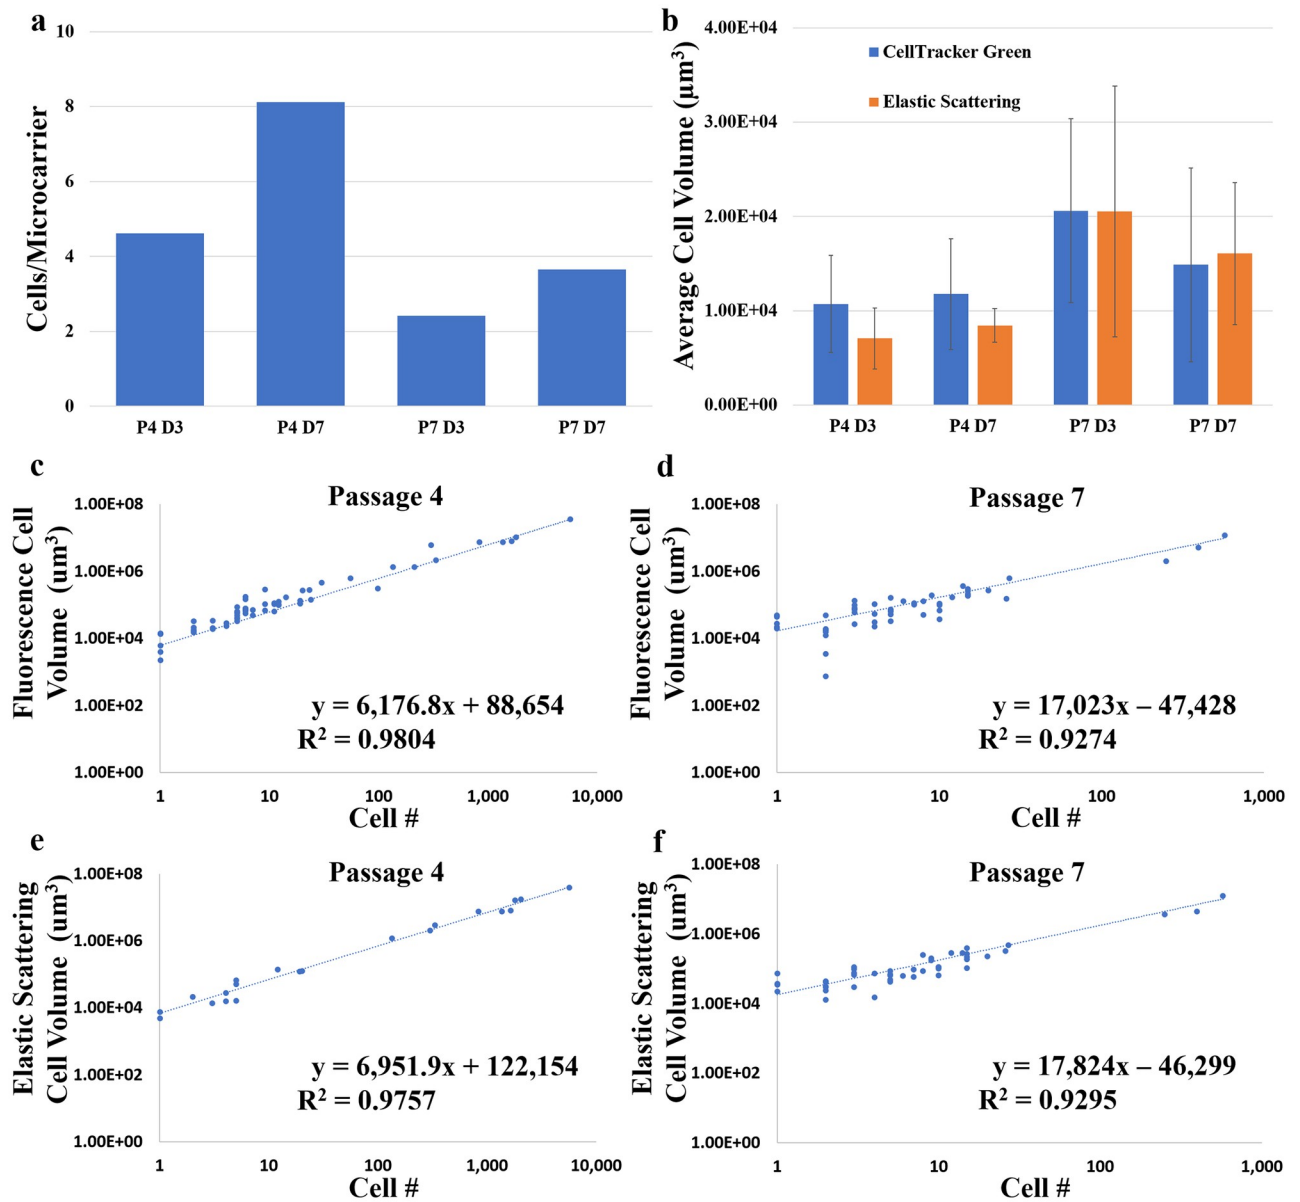 a
Cells/Microcarrier
10
8
6
4
2
0
P4 D3 P4 D7 P7 D3 P7 D7
b
Average Cell Volume (µm³)
4.00E+04
3.00E+04
2.00E+04
1.00E+04
0.00E+00
CellTracker Green
Elastic Scattering
P4 D3 P4 D7 P7 D3 P7 D7
c
Passage 4
Fluorescence Cell
Volume (um³)
1.00E+08
1.00E+06
1.00E+04
1.00E+02
1.00E+00
y = 6,176.8x + 88,654
R² = 0.9804
1 10 100 1,000 10,000
Cell #
d
Passage 7
Fluorescence Cell
Volume (um³)
1.00E+08
1.00E+06
1.00E+04
1.00E+02
1.00E+00
y = 17,023x – 47,428
R² = 0.9274
1 10 100 1,000
Cell #
e
Passage 4
Elastic Scattering
Cell Volume (um³)
1.00E+08
1.00E+06
1.00E+04
1.00E+02
1.00E+00
y = 6,951.9x + 122,154
R² = 0.9757
1 10 100 1,000 10,000
Cell #
f
Passage 7
Elastic Scattering
Cell Volume (um³)
1.00E+08
1.00E+06
1.00E+04
1.00E+02
1.00E+00
y = 17,824x – 46,299
R² = 0.9295
1 10 100 1,000
Cell #